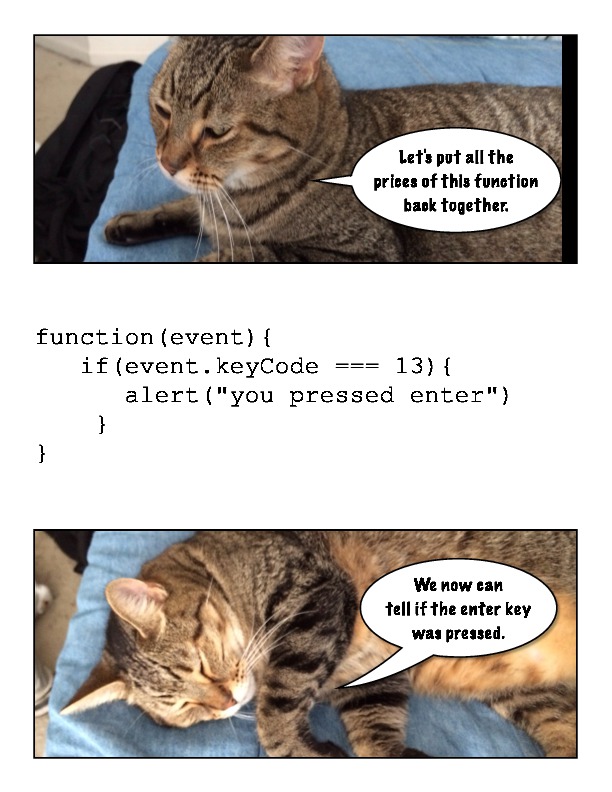 Let's put all the
prices of this function
back together.
function(event){
if(event.keyCode === 13){
alert("you pressed enter")
}
}
We now can
tell if the enter key
was pressed.